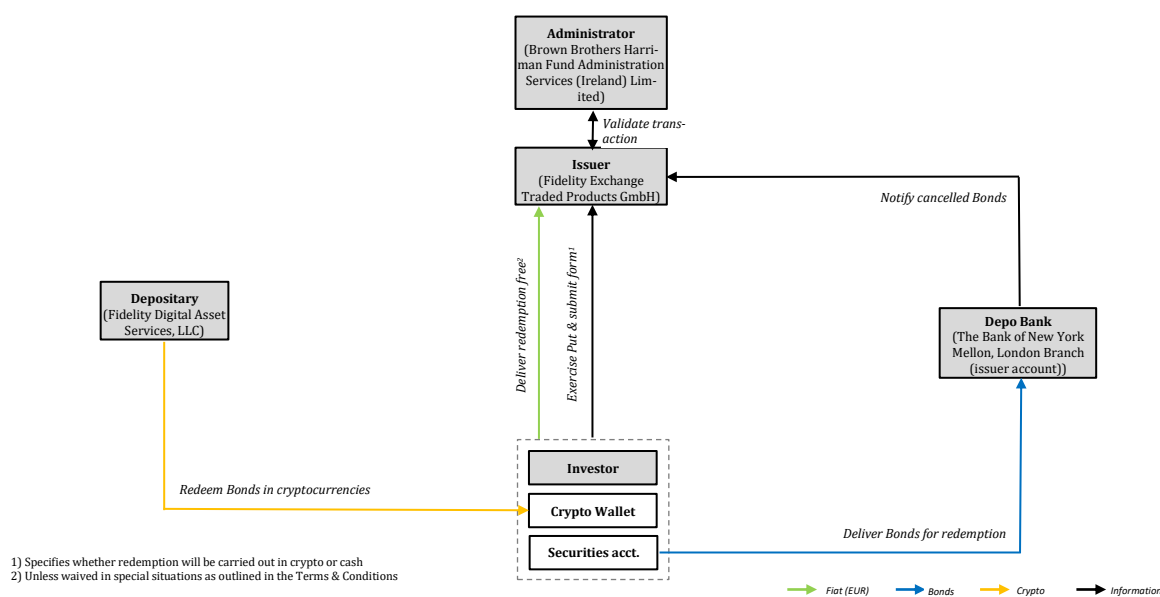 Administrator
(Brown Brothers Harri-
man Fund Administration
Services (Ireland) Lim-
ited)
Validate trans-
action
Issuer
(Fidelity Exchange
Traded Products GmbH)
Notify cancelled Bonds
Deliver redemption free²
Exercise Put & submit form¹
Depositary
(Fidelity Digital Asset
Services, LLC)
Depo Bank
(The Bank of New York
Mellon, London Branch
(issuer account))
Investor
Redeem Bonds in cryptocurrencies
Crypto Wallet
Deliver Bonds for redemption
Securities acct.
1) Specifies whether redemption will be carried out in crypto or cash
2) Unless waived in special situations as outlined in the Terms & Conditions
Fiat (EUR)
Bonds
Crypto
Information